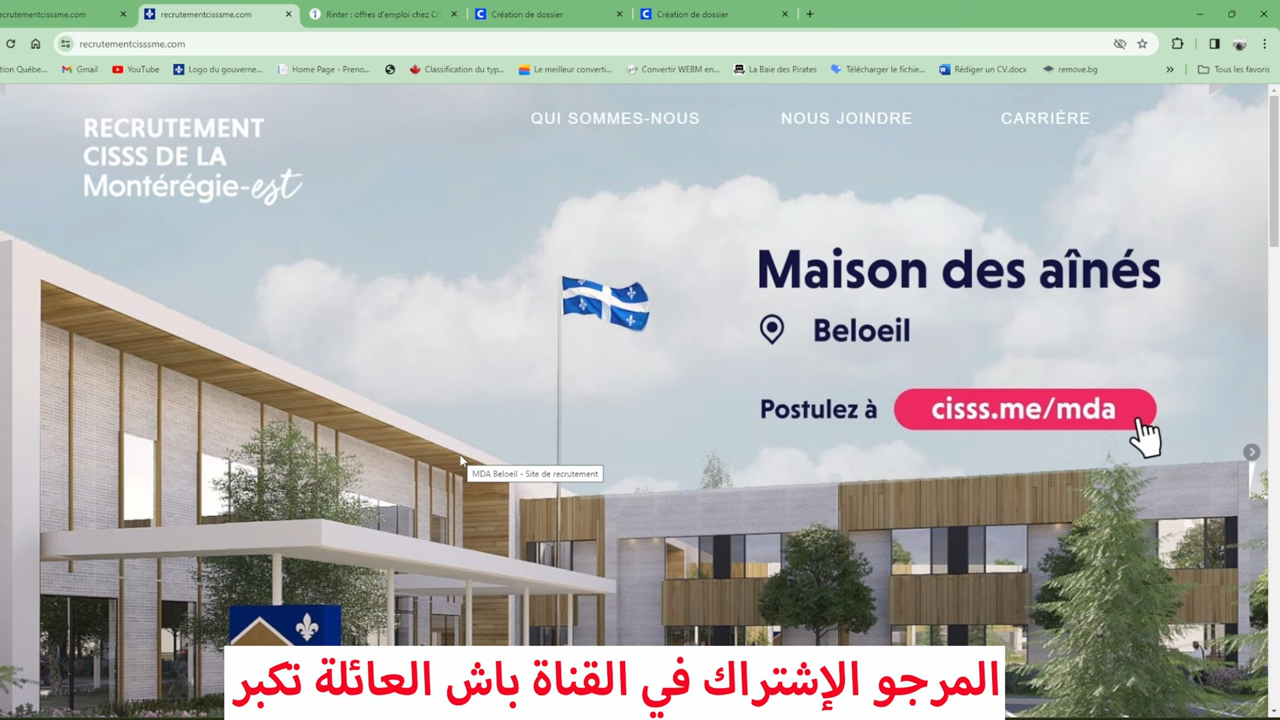 ecrutementcisssme.com
recrutementcisssme.com
Rinter : offres d'emploi chez CI
Création de dossier
Création de dossier
recrutementcisssme.com
tion Québe...
Gmail
YouTube
Logo du gouverne...
Home Page - Preno...
Classification du typ...
Le meilleur converti...
Convertir WEBM en...
La Baie des Pirates
Télécharger le fichie...
Rédiger un CV.docx
remove.bg
Tous les favoris
RECRUTEMENT
CISSS DE LA
Montérégie-est
QUI SOMMES-NOUS
NOUS JOINDRE
CARRIÈRE
Maison des aînés
Beloeil
Postulez à cisss.me/mda
MDA Beloeil - Site de recrutement
المرجو الإشتراك في القناة باش العائلة تكبر